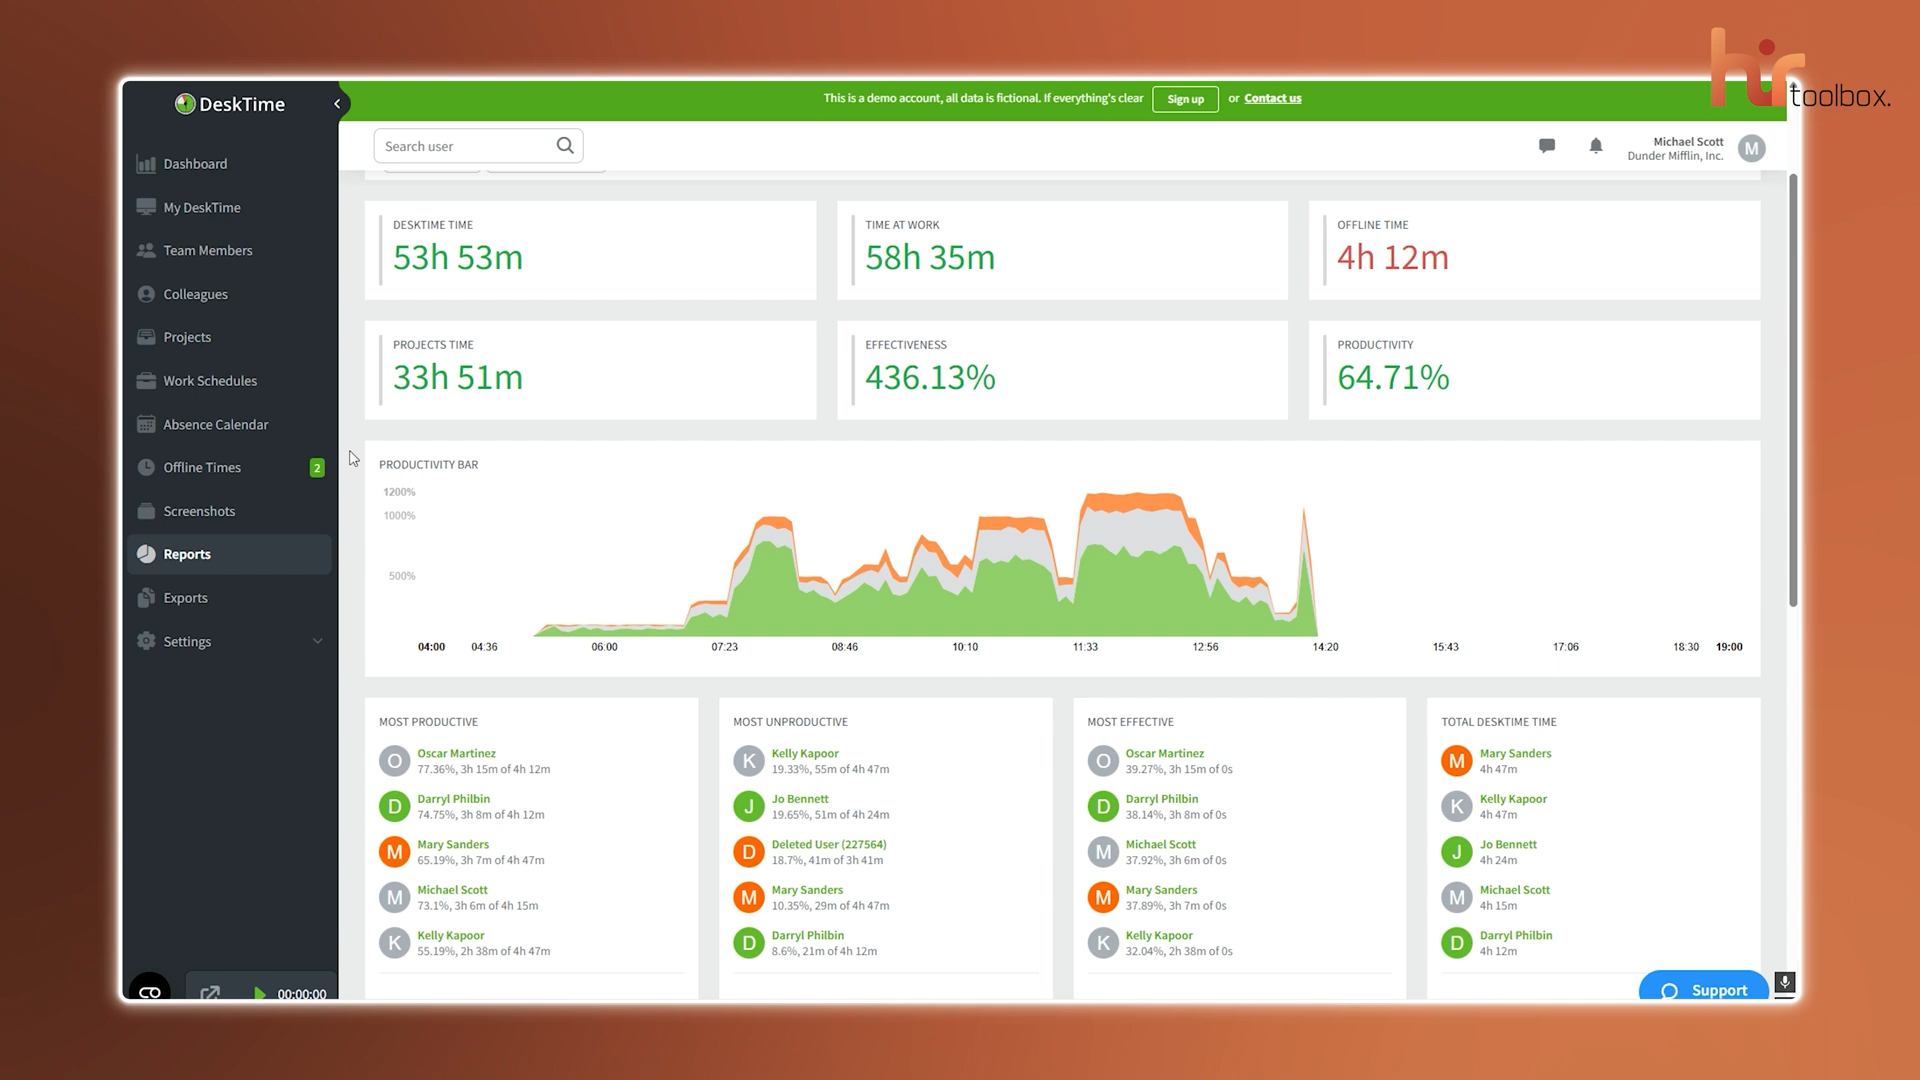 hr toolbox.
DeskTime
This is a demo account, all data is fictional. If everything's clear Sign up or Contact us
Search user
Michael Scott
Dunder Mifflin, Inc.
M
Dashboard
My DeskTime
Team Members
Colleagues
Projects
Work Schedules
Absence Calendar
Offline Times 2
Screenshots
Reports
Exports
Settings
00:00:00
DESKTIME TIME
53h 53m
TIME AT WORK
58h 35m
OFFLINE TIME
4h 12m
PROJECTS TIME
33h 51m
EFFECTIVENESS
436.13%
PRODUCTIVITY
64.71%
PRODUCTIVITY BAR
1200%
1000%
500%
04:00 04:36 06:00 07:23 08:46 10:10 11:33 12:56 14:20 15:43 17:06 18:30 19:00
MOST PRODUCTIVE
O Oscar Martinez
77.36%, 3h 15m of 4h 12m
D Darryl Philbin
74.75%, 3h 8m of 4h 12m
M Mary Sanders
65.19%, 3h 7m of 4h 47m
M Michael Scott
73.1%, 3h 6m of 4h 15m
K Kelly Kapoor
55.19%, 2h 38m of 4h 47m
MOST UNPRODUCTIVE
K Kelly Kapoor
19.33%, 55m of 4h 47m
J Jo Bennett
19.65%, 51m of 4h 24m
D Deleted User (227564)
18.7%, 41m of 3h 41m
M Mary Sanders
10.35%, 29m of 4h 47m
D Darryl Philbin
8.6%, 21m of 4h 12m
MOST EFFECTIVE
O Oscar Martinez
39.27%, 3h 15m of 0s
D Darryl Philbin
38.14%, 3h 8m of 0s
M Michael Scott
37.92%, 3h 6m of 0s
M Mary Sanders
37.89%, 3h 7m of 0s
K Kelly Kapoor
32.04%, 2h 38m of 0s
TOTAL DESKTIME TIME
M Mary Sanders
4h 47m
K Kelly Kapoor
4h 47m
J Jo Bennett
4h 24m
M Michael Scott
4h 15m
D Darryl Philbin
4h 12m
Support